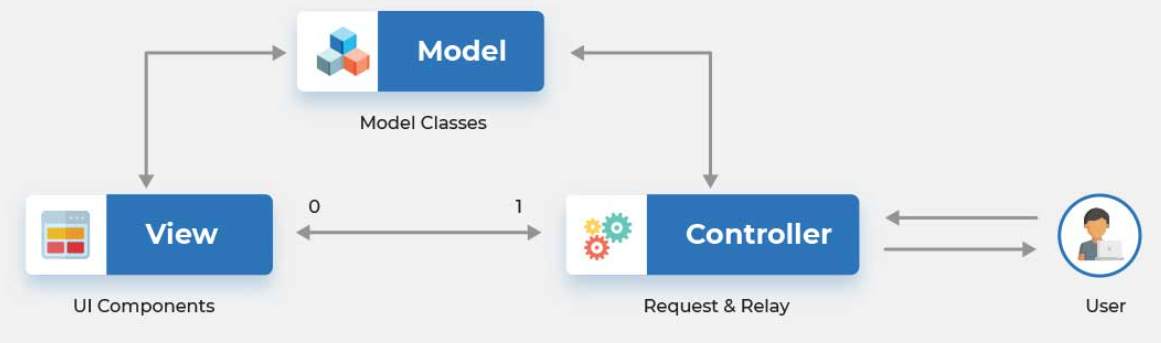 Model
Model Classes
View
0
1
Controller
UI Components
Request & Relay
User